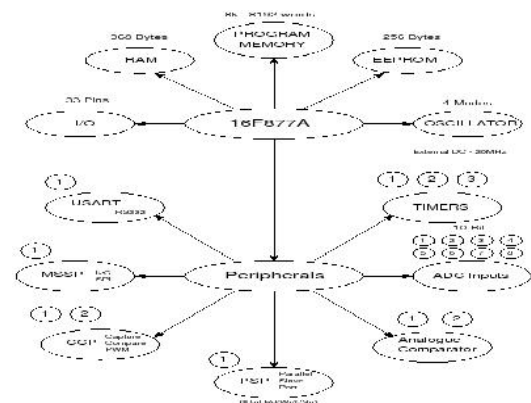 368 Bytes
RAM
8K - 8192 words
PROGRAM
MEMORY
256 Bytes
EEPROM
33 Pins
I/O
16F877A
4 Modes
OSCILLATOR
External DC - 20MHz
1
USART RS232
1 2 3
TIMERS
10 Bit
1 2 3 4
5 6 7 8
ADC Inputs
1
MSSP I2C
SPI
Peripherals
1 2
CCP Capture
Compare
PWM
1
PSP Parallel
Slave
Port
1 2
Analogue
Comparator